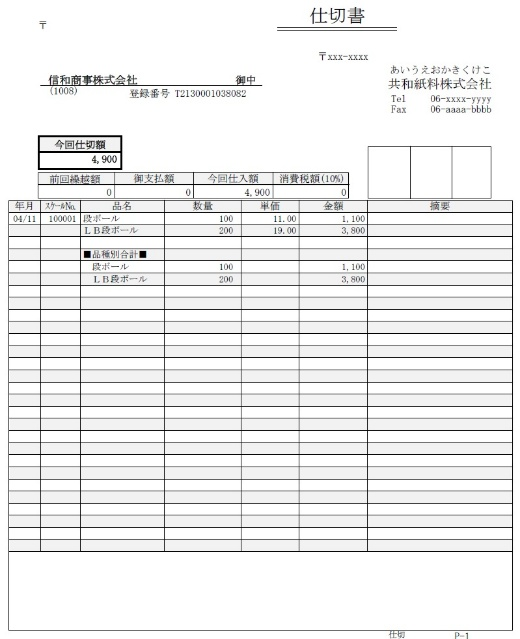 仕切書
〒
〒xxx-xxxx
あいうえおかきくけこ
信和商事株式会社 御中
共和紙料株式会社
(1008) 登録番号 T2130001038082
Tel 06-xxxx-yyyy
Fax 06-aaaa-bbbb
今回仕切額
4,900
前回繰越額 御支払額 今回仕入額 消費税額(10%)
0 0 4,900 0
年月 ｽｹｰﾙNo. 品名 数量 単価 金額 摘要
04/11 100001 段ボール 100 11.00 1,100
ＬＢ段ボール 200 19.00 3,800
■品種別合計■
段ボール 100 1,100
ＬＢ段ボール 200 3,800
仕切 P-1